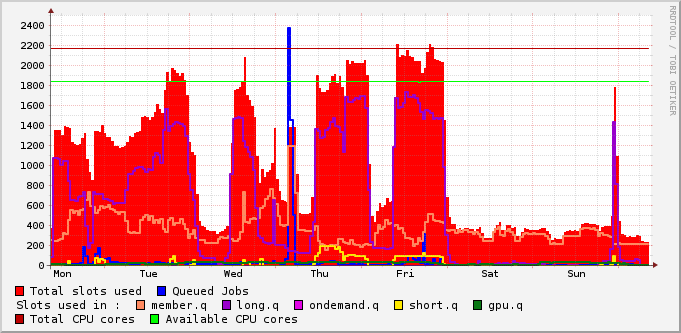 2400
2200
2000
1800
1600
1400
1200
1000
800
600
400
200
0
Mon Tue Wed Thu Fri Sat Sun
RRDTOOL / TOBI OETIKER
Total slots used Queued Jobs
Slots used in : member.q long.q ondemand.q short.q gpu.q
Total CPU cores Available CPU cores